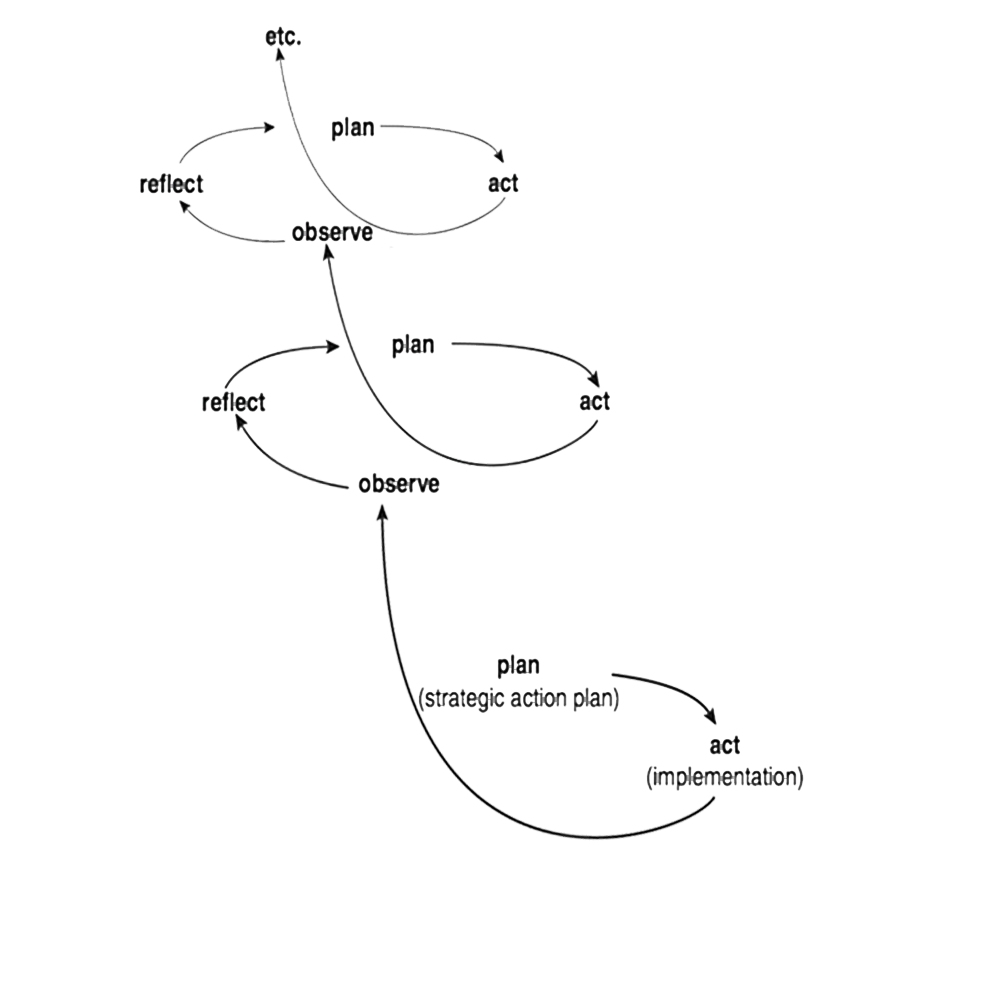 etc.
plan
reflect
act
observe
plan
reflect
act
observe
plan
(strategic action plan)
act
(implementation)